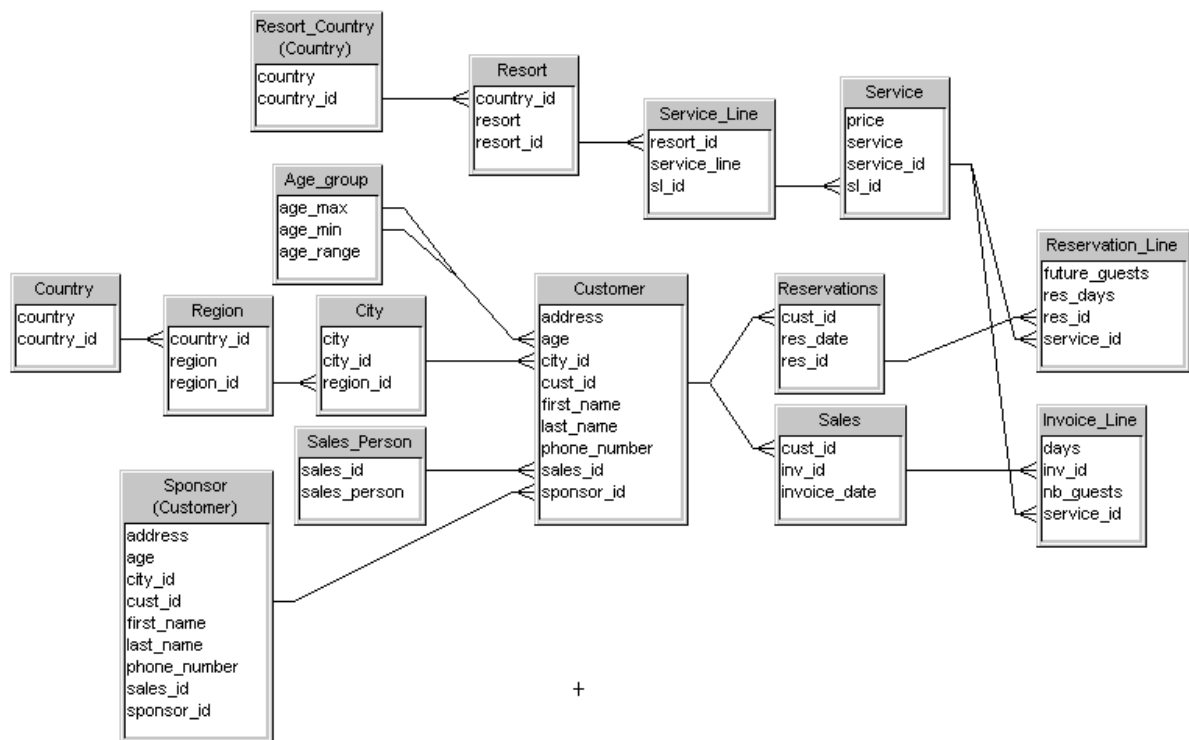 Resort_Country
(Country)
country
country_id
Resort
country_id
resort
resort_id
Service_Line
resort_id
service_line
sl_id
Service
price
service
service_id
sl_id
Age_group
age_max
age_min
age_range
Country
country
country_id
Region
country_id
region
region_id
City
city
city_id
region_id
Customer
address
age
city_id
cust_id
first_name
last_name
phone_number
sales_id
sponsor_id
Reservations
cust_id
res_date
res_id
Reservation_Line
future_guests
res_days
res_id
service_id
Sales_Person
sales_id
sales_person
Sales
cust_id
inv_id
invoice_date
Invoice_Line
days
inv_id
nb_guests
service_id
Sponsor
(Customer)
address
age
city_id
cust_id
first_name
last_name
phone_number
sales_id
sponsor_id